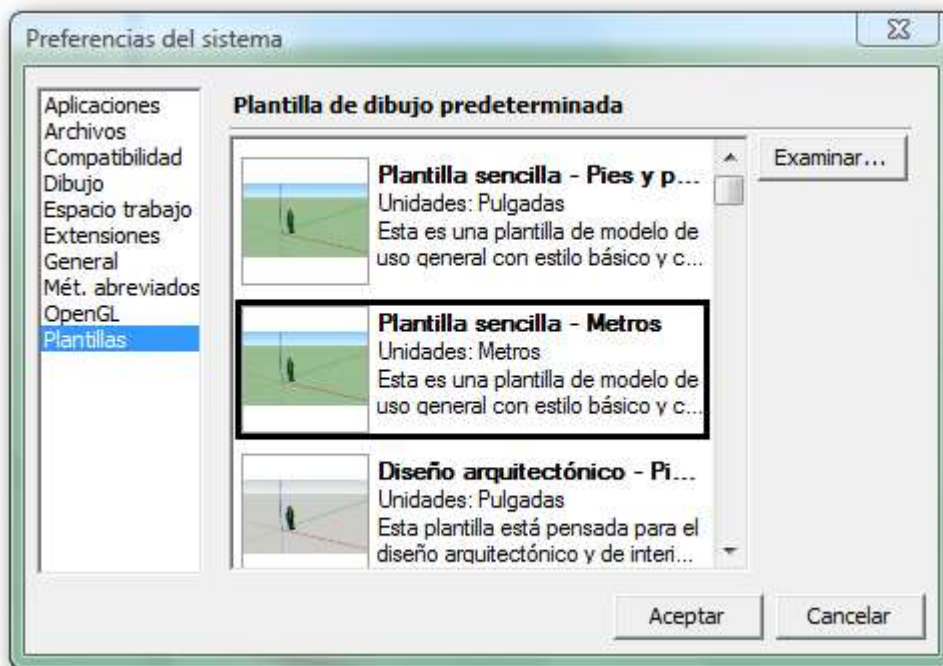 Preferencias del sistema
Aplicaciones
Archivos
Compatibilidad
Dibujo
Espacio trabajo
Extensiones
General
Mét. abreviados
OpenGL
Plantillas
Plantilla de dibujo predeterminada
Plantilla sencilla - Pies y p...
Unidades: Pulgadas
Esta es una plantilla de modelo de
uso general con estilo básico y c...
Plantilla sencilla - Metros
Unidades: Metros
Esta es una plantilla de modelo de
uso general con estilo básico y c...
Diseño arquitectónico - Pi...
Unidades: Pulgadas
Esta plantilla está pensada para el
diseño arquitectónico y de interi...
Examinar...
Aceptar
Cancelar